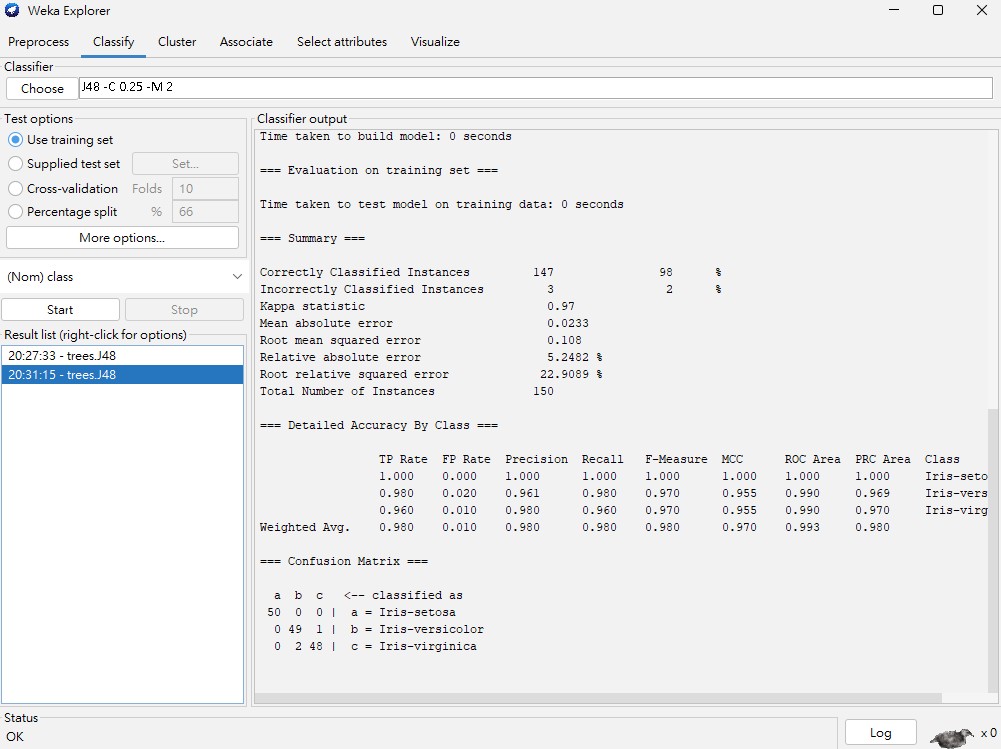 Weka Explorer
Preprocess Classify Cluster Associate Select attributes Visualize
Classifier
Choose J48 -C 0.25 -M 2
Test options
Use training set
Supplied test set Set...
Cross-validation Folds 10
Percentage split % 66
More options...
(Nom) class
Start Stop
Result list (right-click for options)
20:27:33 - trees.J48
20:31:15 - trees.J48
Classifier output
Time taken to build model: 0 seconds
=== Evaluation on training set ===
Time taken to test model on training data: 0 seconds
=== Summary ===
Correctly Classified Instances 147 98 %
Incorrectly Classified Instances 3 2 %
Kappa statistic 0.97
Mean absolute error 0.0233
Root mean squared error 0.108
Relative absolute error 5.2482 %
Root relative squared error 22.9089 %
Total Number of Instances 150
=== Detailed Accuracy By Class ===
TP Rate FP Rate Precision Recall F-Measure MCC ROC Area PRC Area Class
1.000 0.000 1.000 1.000 1.000 1.000 1.000 1.000 Iris-seto
0.980 0.020 0.961 0.980 0.970 0.955 0.990 0.969 Iris-vers
0.960 0.010 0.980 0.960 0.970 0.955 0.990 0.970 Iris-virg
Weighted Avg. 0.980 0.010 0.980 0.980 0.980 0.970 0.993 0.980
=== Confusion Matrix ===
a b c <-- classified as
50 0 0 | a = Iris-setosa
0 49 1 | b = Iris-versicolor
0 2 48 | c = Iris-virginica
Status
OK
Log x 0